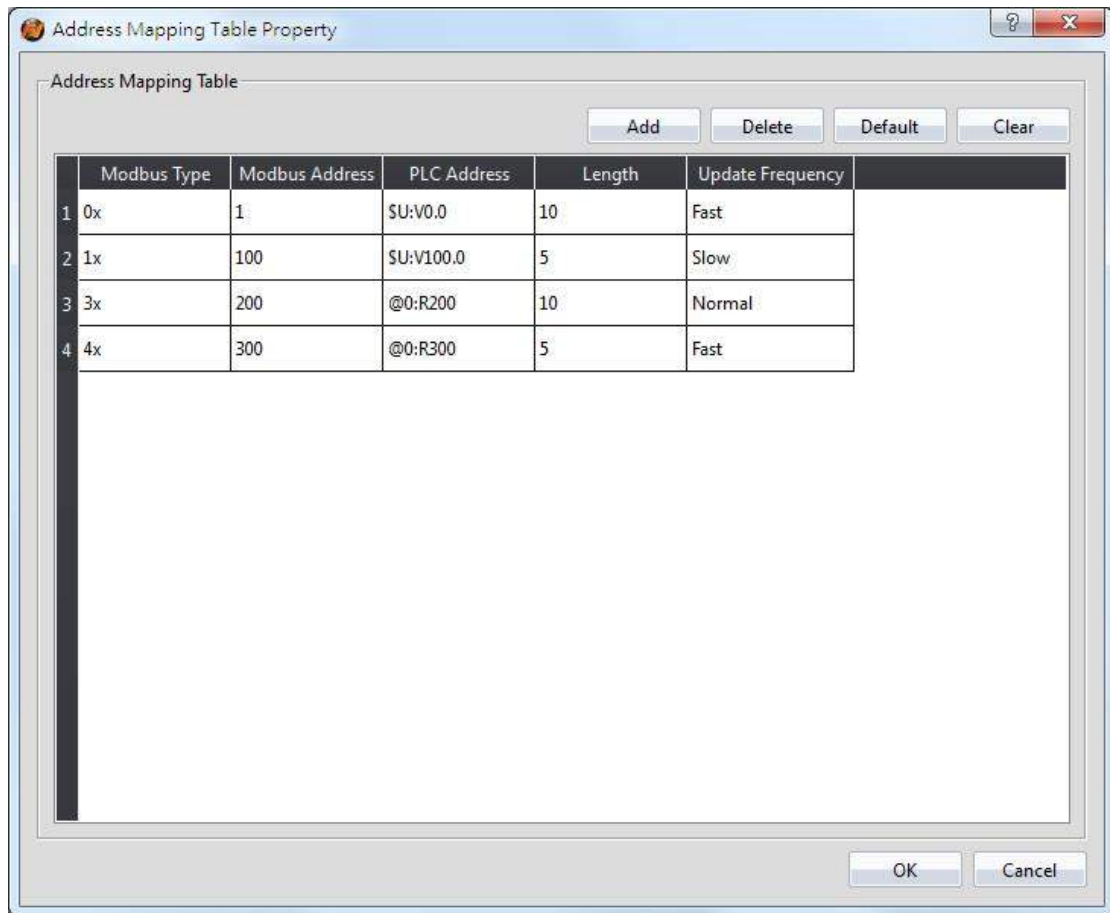 Address Mapping Table Property
Address Mapping Table
Add Delete Default Clear
Modbus Type Modbus Address PLC Address Length Update Frequency
1 0x 1 $U:V0.0 10 Fast
2 1x 100 $U:V100.0 5 Slow
3 3x 200 @0:R200 10 Normal
4 4x 300 @0:R300 5 Fast
OK Cancel